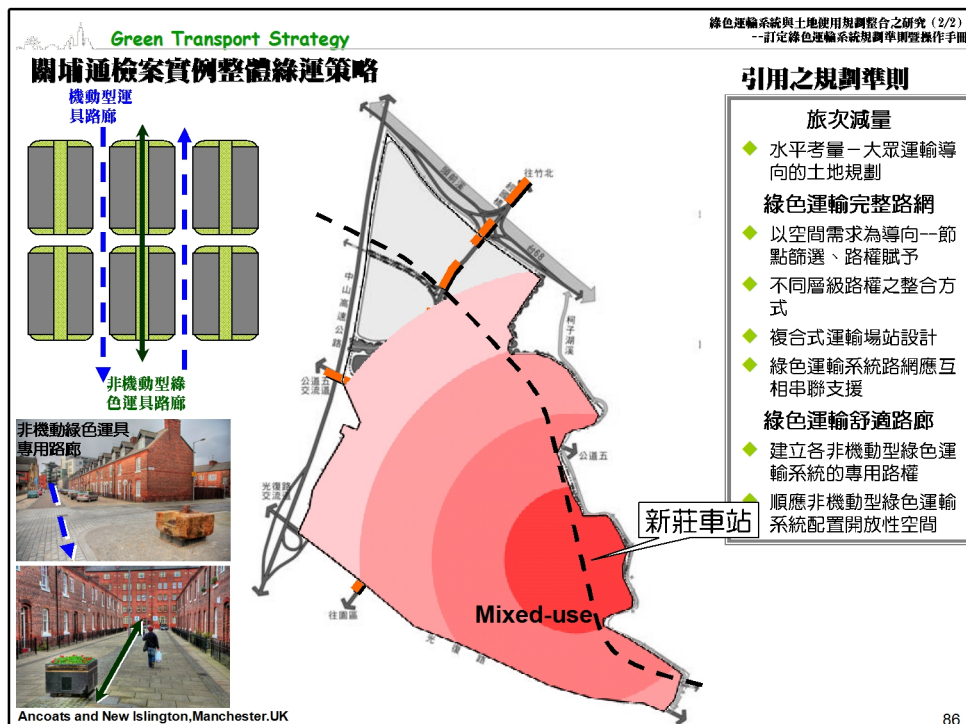 Green Transport Strategy
綠色運輸系統與土地使用規劃整合之研究（2/2）
--訂定綠色運輸系統規劃準則暨操作手冊
關埔通檢案實例整體綠運策略
機動型運
具路廊
非機動型綠
色運具路廊
非機動綠色運具
專用路廊
Ancoats and New Islington,Manchester.UK
往竹北
台68
中山高速公路
柯子湖溪
公道五
交流道
公道五
光復路
交流道
往園區
光復路
新莊車站
Mixed-use
引用之規劃準則
旅次減量
水平考量－大眾運輸導
向的土地規劃
綠色運輸完整路網
以空間需求為導向--節
點篩選、路權賦予
不同層級路權之整合方
式
複合式運輸場站設計
綠色運輸系統路網應互
相串聯支援
綠色運輸舒適路廊
建立各非機動型綠色運
輸系統的專用路權
順應非機動型綠色運輸
系統配置開放性空間
86